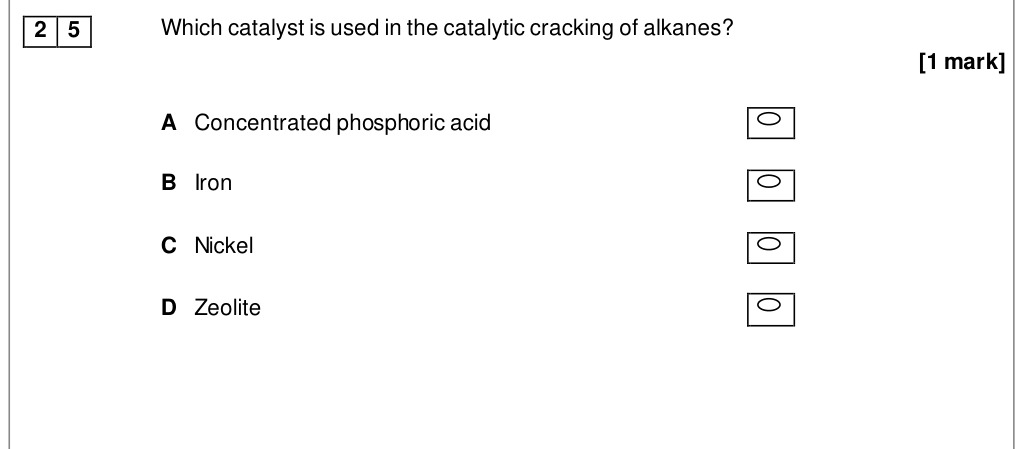 2 5 Which catalyst is used in the catalytic cracking of alkanes?
[1 mark]
A Concentrated phosphoric acid
B Iron
C Nickel
D Zeolite